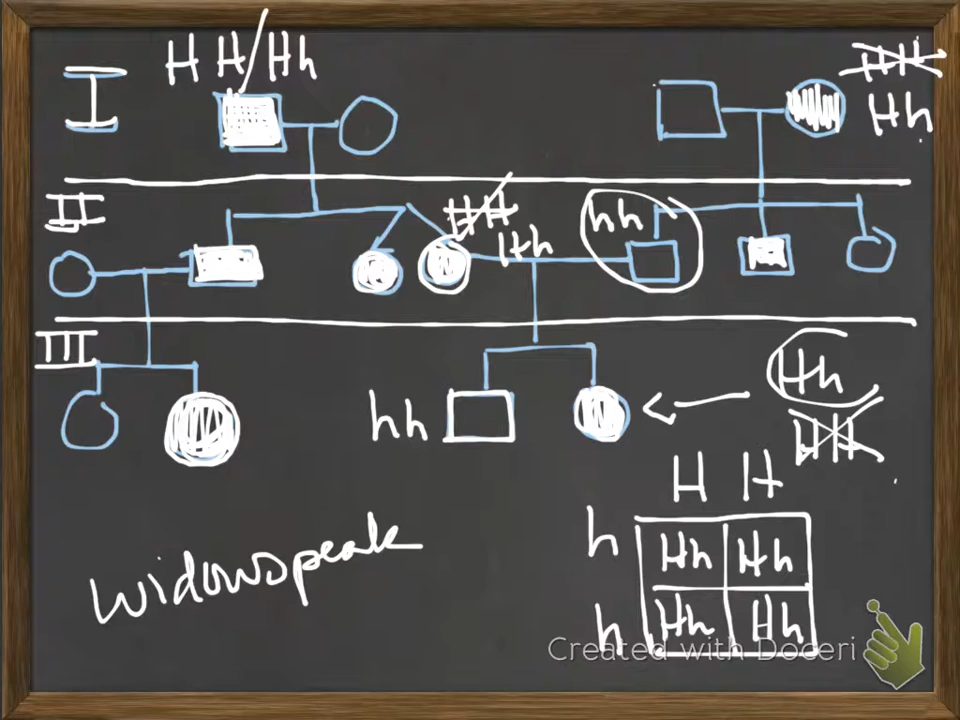 I
H H/Hh
HH
Hh
II
HH
Hh
hh
III
hh
Hh
HH
H H
h Hh Hh
h Hh Hh
widowspeak
Created with Doceri